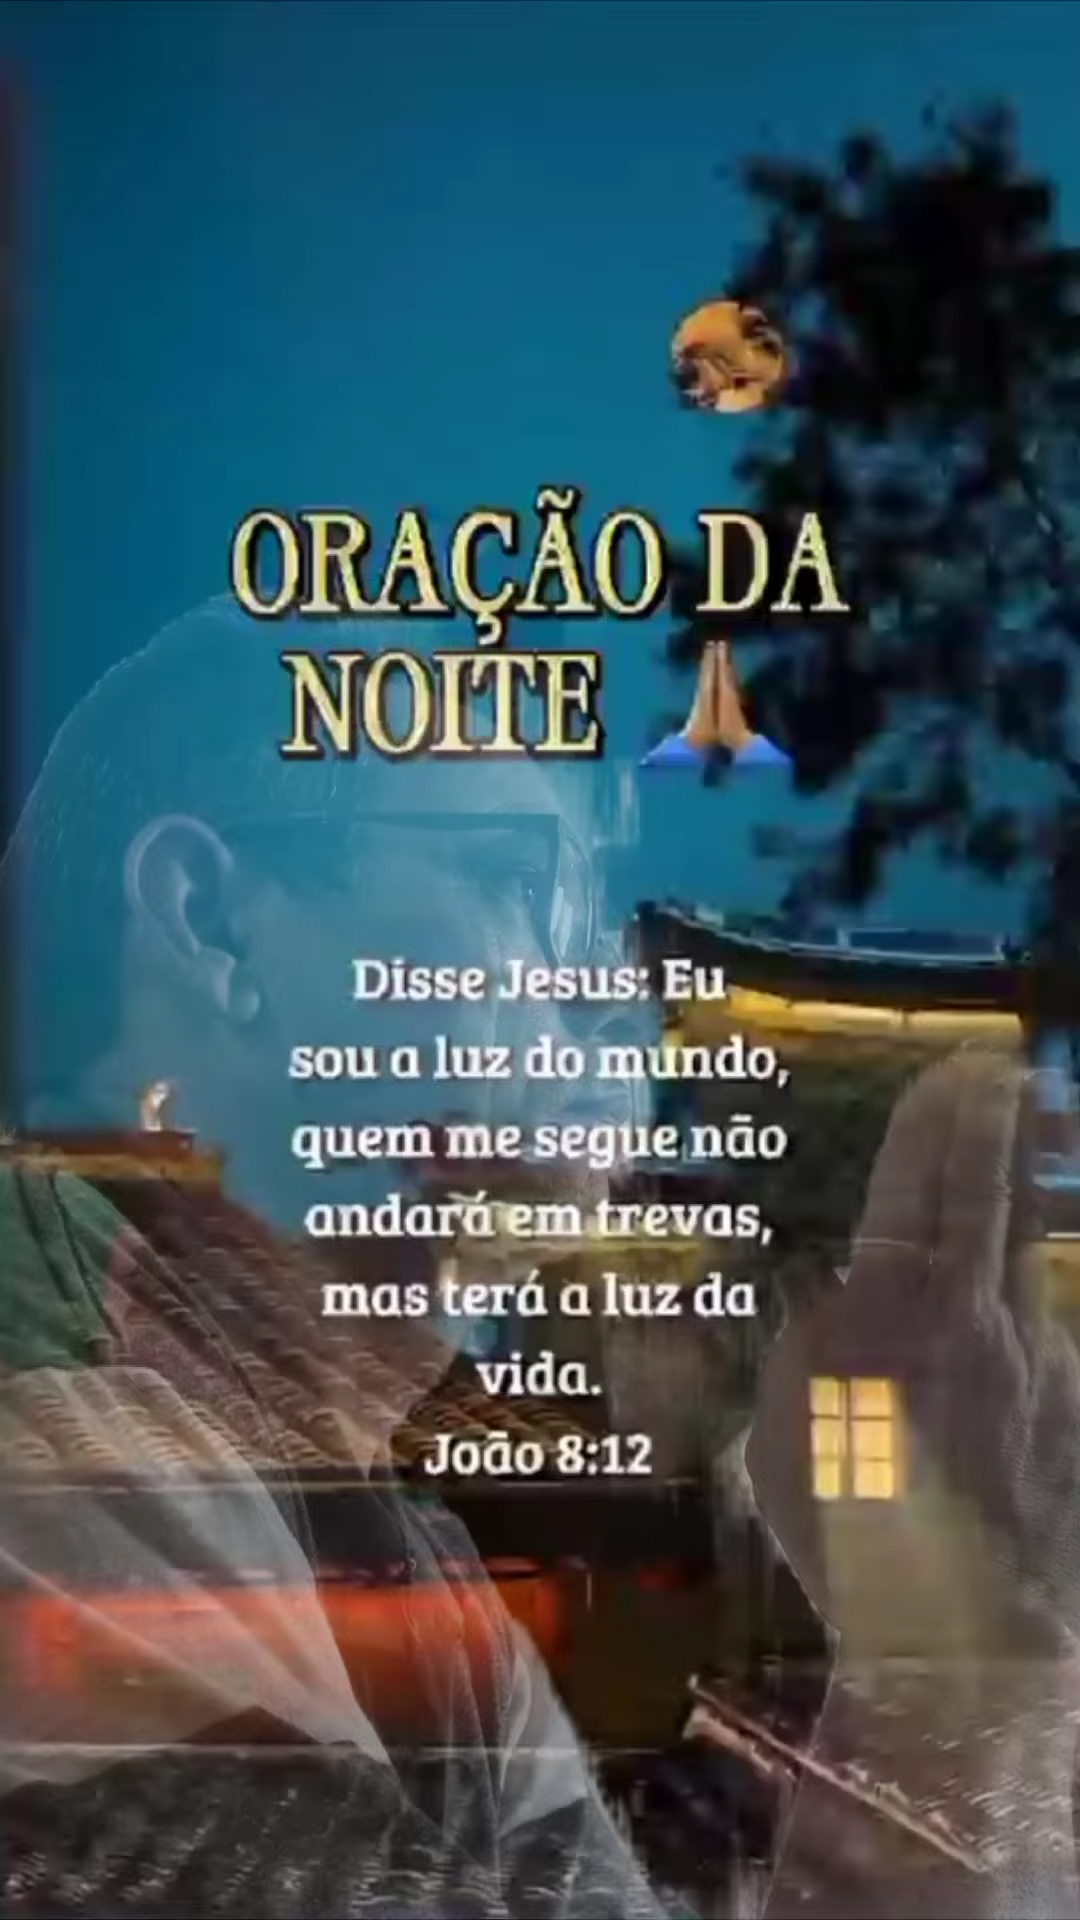 ORAÇÃO DA
NOITE 🙏🏽
Disse Jesus: Eu
sou a luz do mundo,
quem me segue não
andará em trevas,
mas terá a luz da
vida.
João 8:12